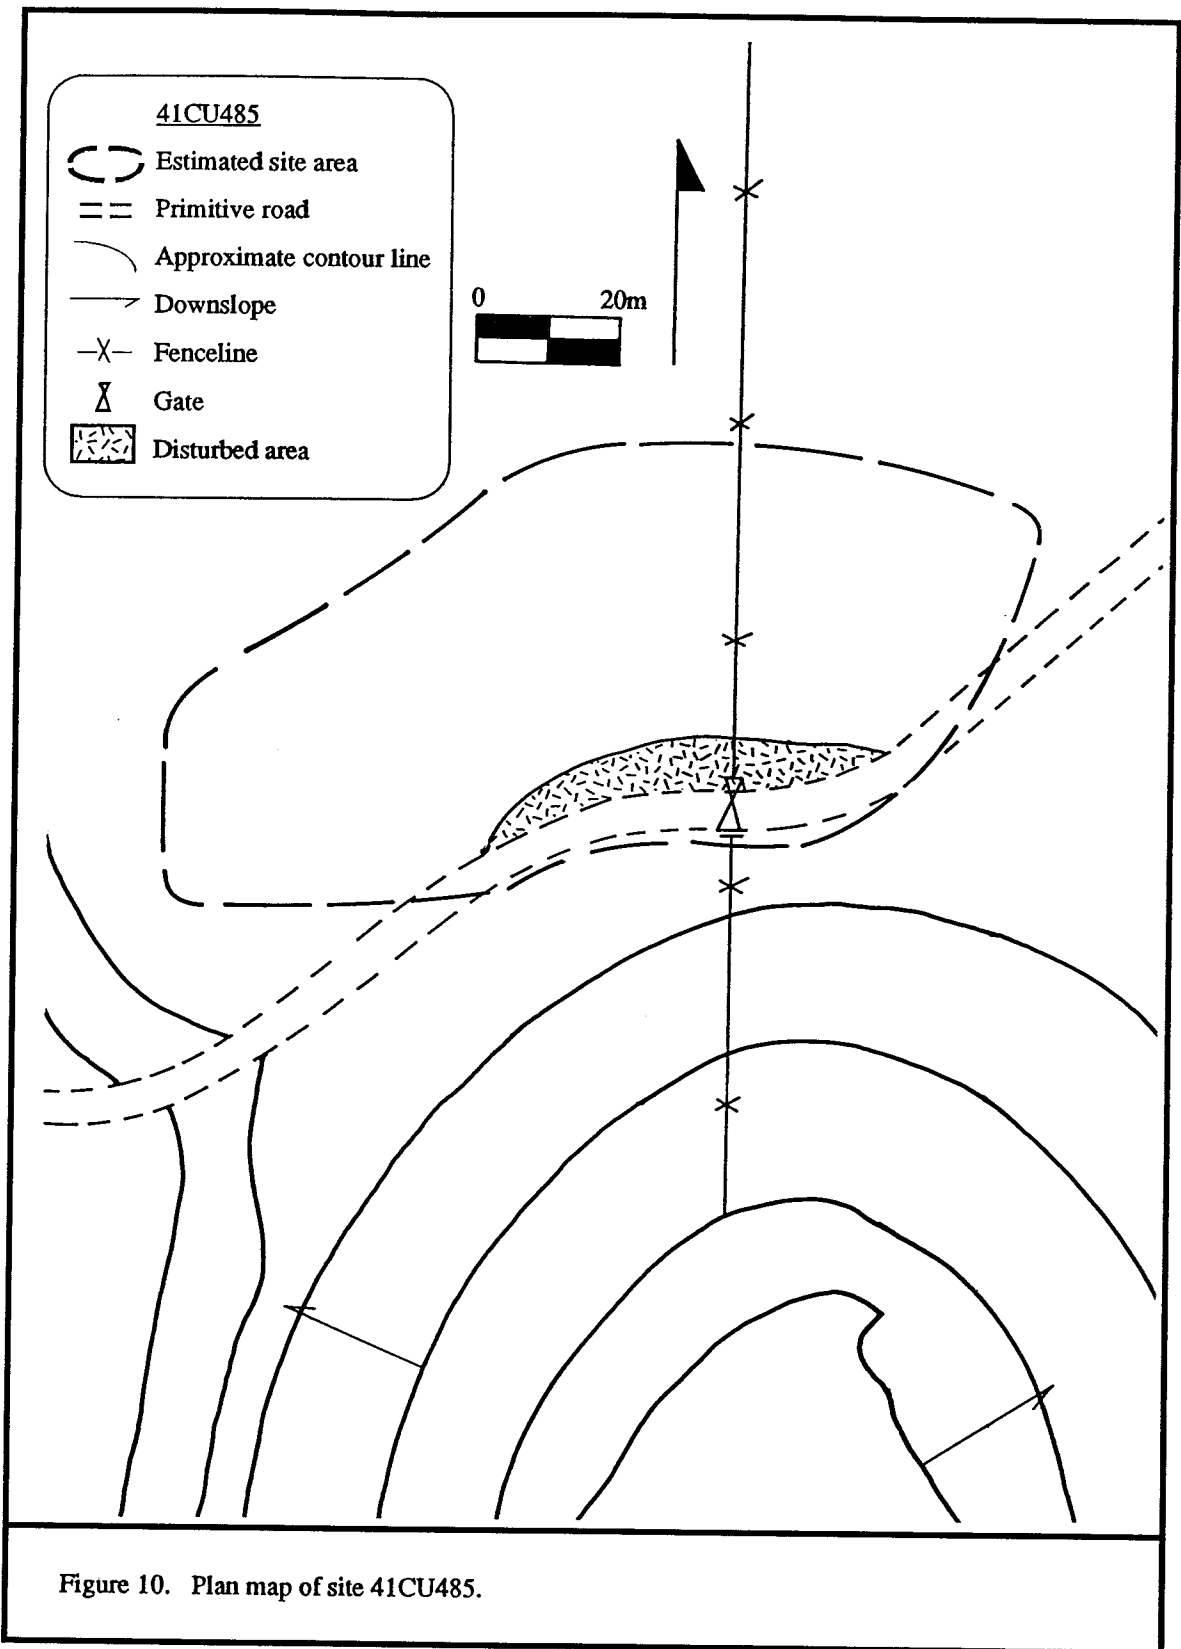 41CU485
Estimated site area
Primitive road
Approximate contour line
Downslope
Fenceline
Gate
Disturbed area
0 20m
Figure 10. Plan map of site 41CU485.